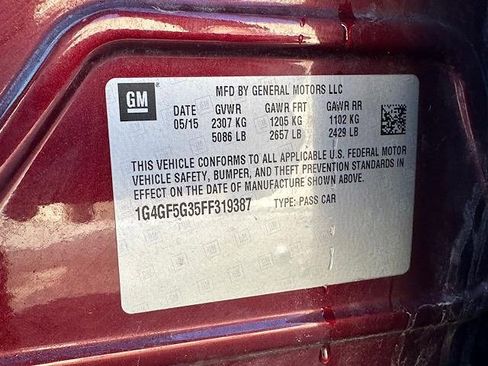 GM
MFD BY GENERAL MOTORS LLC
DATE GVWR GAWR FRT GAWR RR
05/15 2307 KG 1205 KG 1102 KG
5086 LB 2657 LB 2429 LB
THIS VEHICLE CONFORMS TO ALL APPLICABLE U.S. FEDERAL MOTOR
VEHICLE SAFETY, BUMPER, AND THEFT PREVENTION STANDARDS IN
EFFECT ON THE DATE OF MANUFACTURE SHOWN ABOVE.
1G4GF5G35FF319387 TYPE: PASS CAR